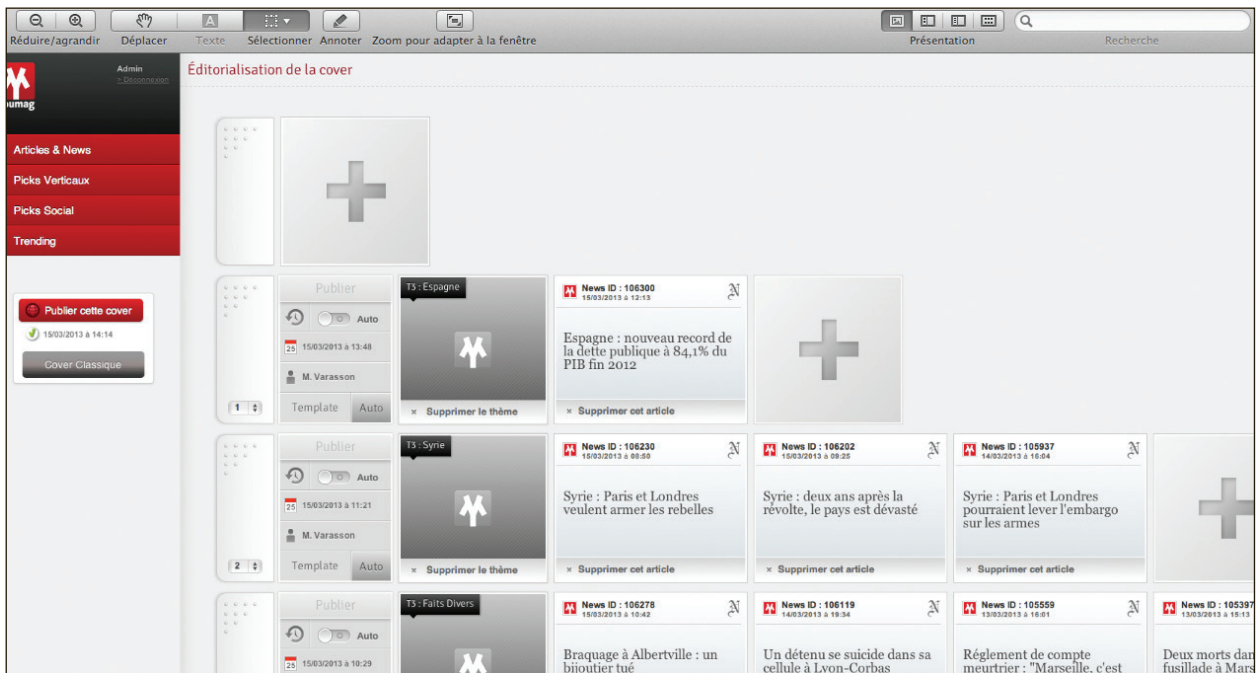 Réduire/agrandir Déplacer Texte Sélectionner Annoter Zoom pour adapter à la fenêtre Présentation Recherche
umag
Admin
> Déconnexion
Articles & News
Picks Verticaux
Picks Social
Trending
Publier cette cover
15/03/2013 à 14:14
Cover Classique
Éditorialisation de la cover
1
Publier
Auto
25 15/03/2013 à 13:48
M. Varasson
Template Auto
T3 : Espagne
× Supprimer le thème
News ID : 106300
15/03/2013 à 12:13
Espagne : nouveau record de
la dette publique à 84,1% du
PIB fin 2012
× Supprimer cet article
2
Publier
Auto
25 15/03/2013 à 11:21
M. Varasson
Template Auto
T3 : Syrie
× Supprimer le thème
News ID : 106230
15/03/2013 à 08:50
Syrie : Paris et Londres
veulent armer les rebelles
× Supprimer cet article
News ID : 106202
15/03/2013 à 09:25
Syrie : deux ans après la
révolte, le pays est dévasté
× Supprimer cet article
News ID : 105937
14/03/2013 à 16:04
Syrie : Paris et Londres
pourraient lever l'embargo
sur les armes
× Supprimer cet article
Publier
Auto
25 15/03/2013 à 10:29
T3 : Faits Divers
News ID : 106278
15/03/2013 à 10:42
Braquage à Albertville : un
bijoutier tué
News ID : 106119
14/03/2013 à 19:34
Un détenu se suicide dans sa
cellule à Lyon-Corbas
News ID : 105559
13/03/2013 à 16:01
Réglement de compte
meurtrier : "Marseille, c'est
News ID : 105397
13/03/2013 à 15:13
Deux morts dan
fusillade à Mars